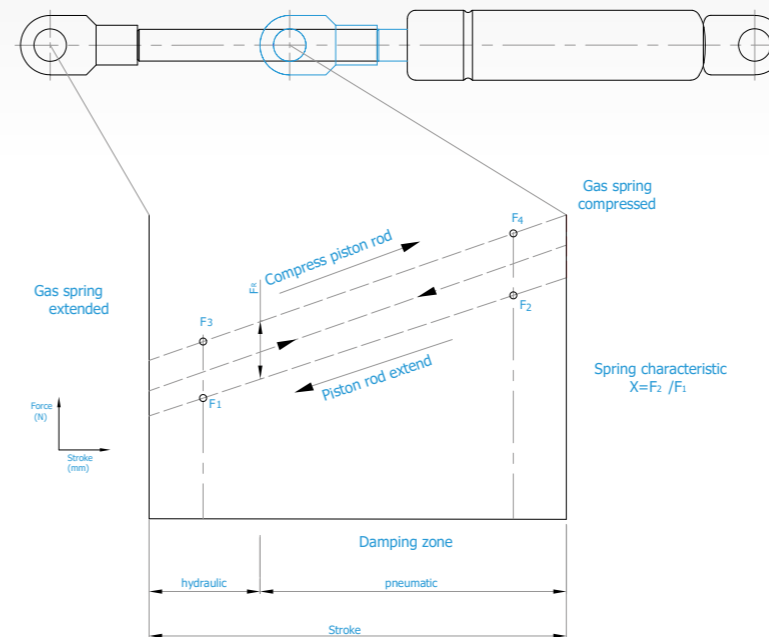 Gas spring
compressed
F4
Compress piston rod
FR
Gas spring
extended
F3
F2
Spring characteristic
X=F2 /F1
Piston rod extend
F1
Force
(N)
Stroke
(mm)
Damping zone
hydraulic
pneumatic
Stroke